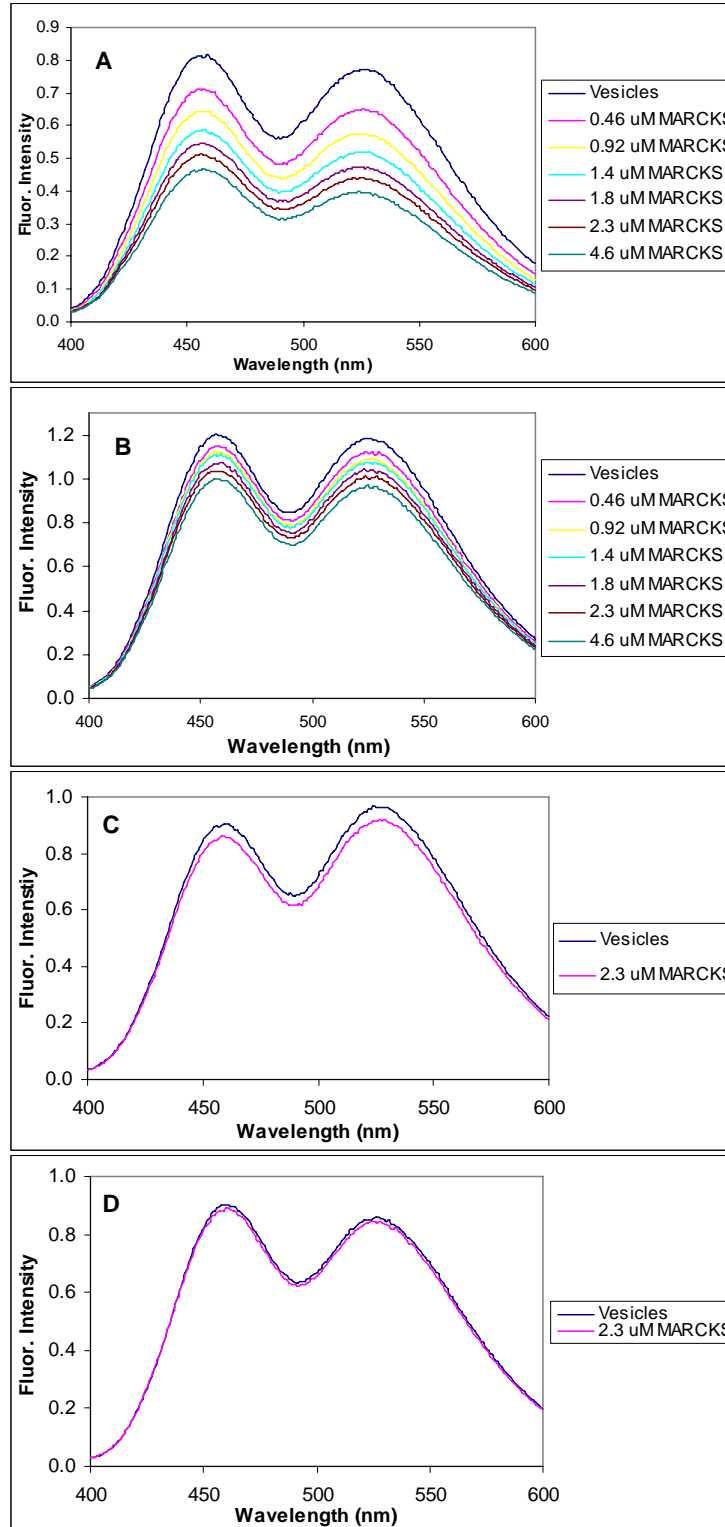 A
0.9
0.8
0.7
0.6
0.5
0.4
0.3
0.2
0.1
0.0
Fluor. Intensity
400 450 500 550 600
Wavelength (nm)
Vesicles
0.46 uM MARCKS
0.92 uM MARCKS
1.4 uM MARCKS
1.8 uM MARCKS
2.3 uM MARCKS
4.6 uM MARCKS
B
1.2
1.0
0.8
0.6
0.4
0.2
0.0
Fluor. Intensity
400 450 500 550 600
Wavelength (nm)
Vesicles
0.46 uM MARCKS
0.92 uM MARCKS
1.4 uM MARCKS
1.8 uM MARCKS
2.3 uM MARCKS
4.6 uM MARCKS
C
1.0
0.8
0.6
0.4
0.2
0.0
Fluor. Intenstiy
400 450 500 550 600
Wavelength (nm)
Vesicles
2.3 uM MARCKS
D
1.0
0.8
0.6
0.4
0.2
0.0
Fluor. Intensity
400 450 500 550 600
Wavelength (nm)
Vesicles
2.3 uM MARCKS